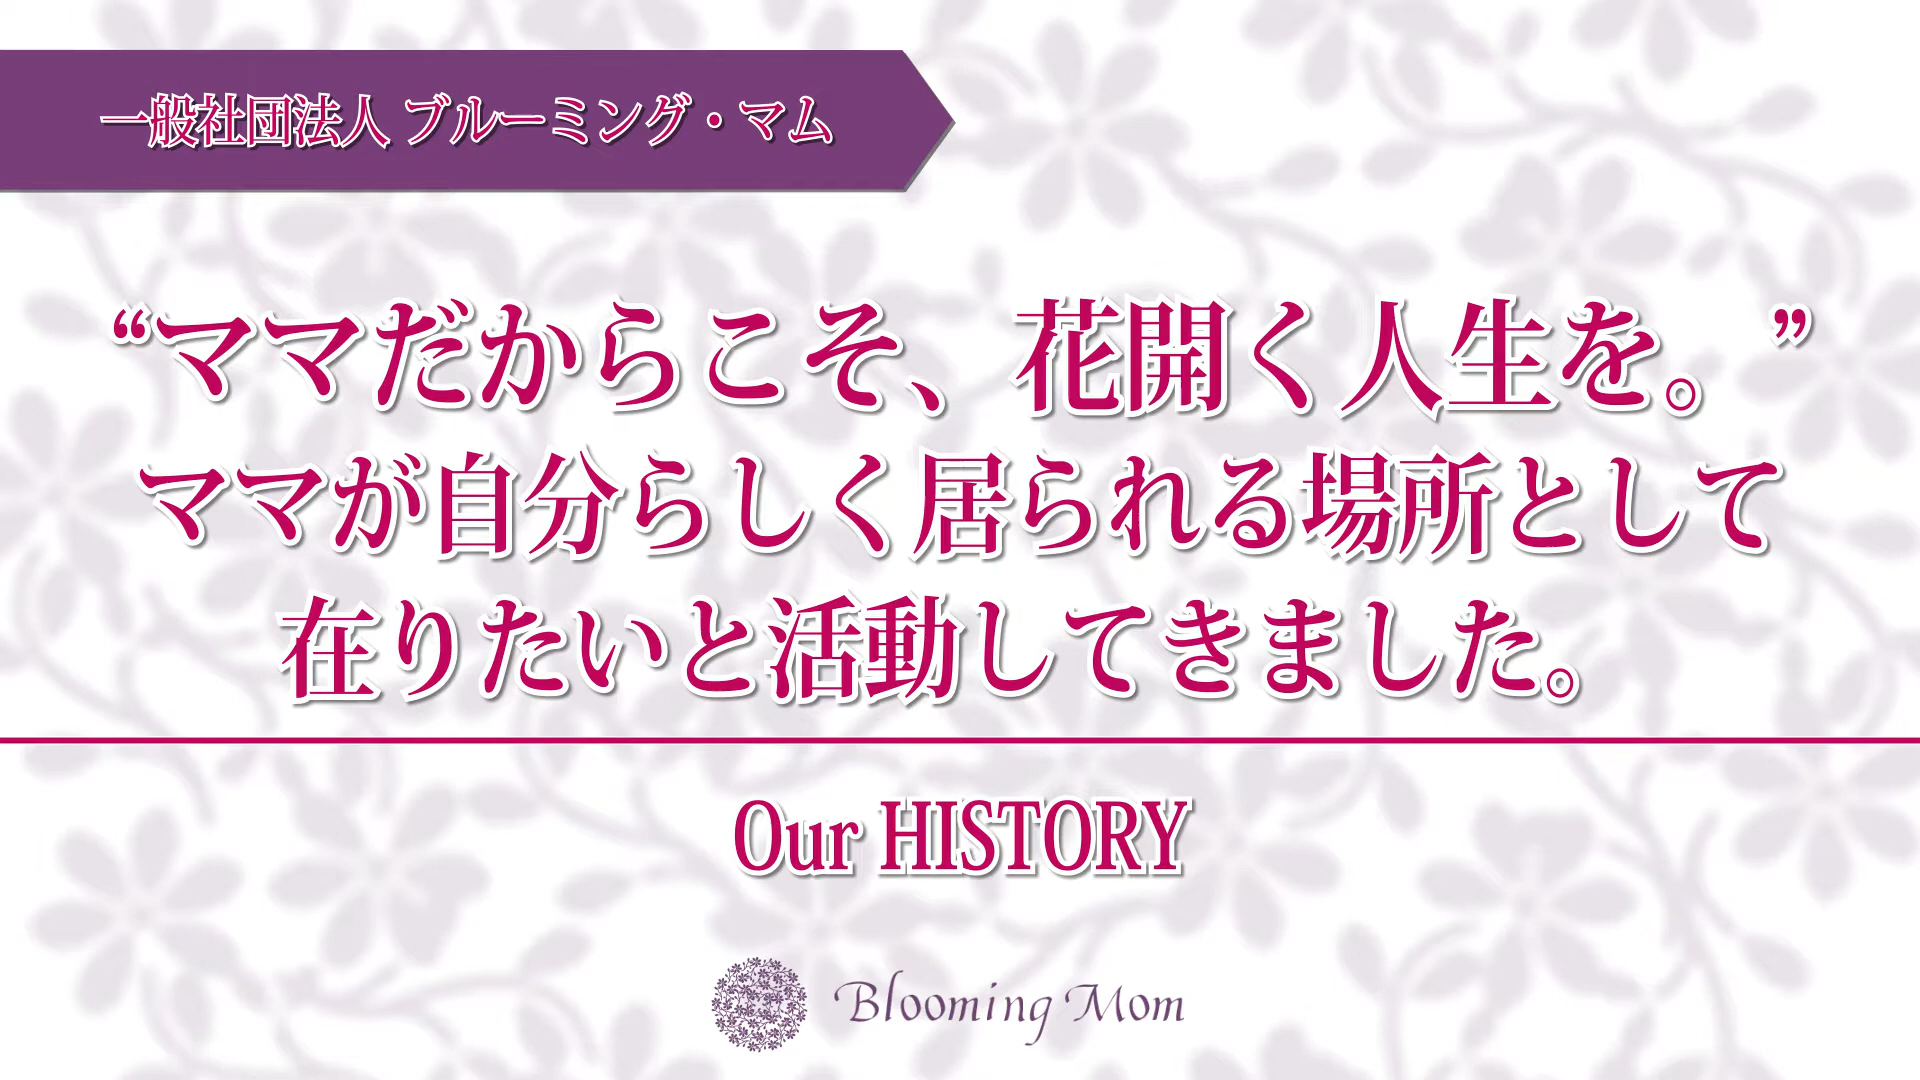 一般社団法人 ブルーミング・マム
“ママだからこそ、花開く人生を。”
ママが自分らしく居られる場所として
在りたいと活動してきました。
Our HISTORY
Blooming Mom